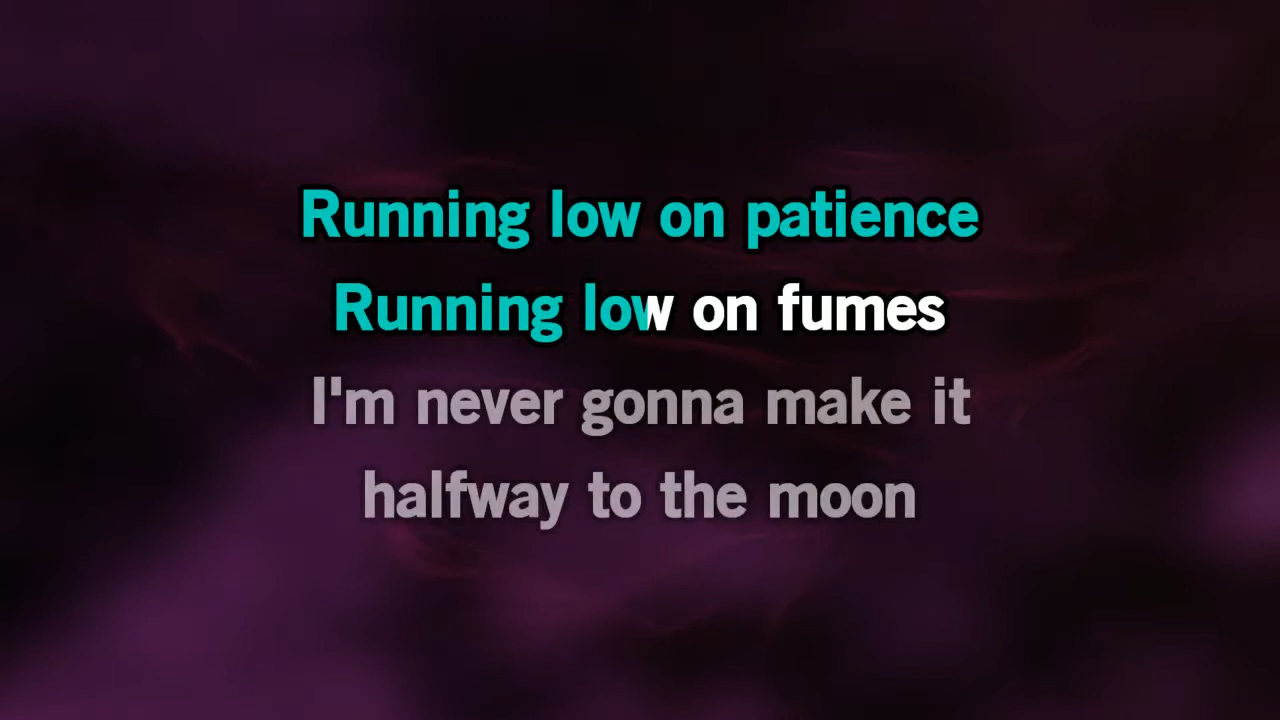 Running low on patience
Running low on fumes
I'm never gonna make it
halfway to the moon